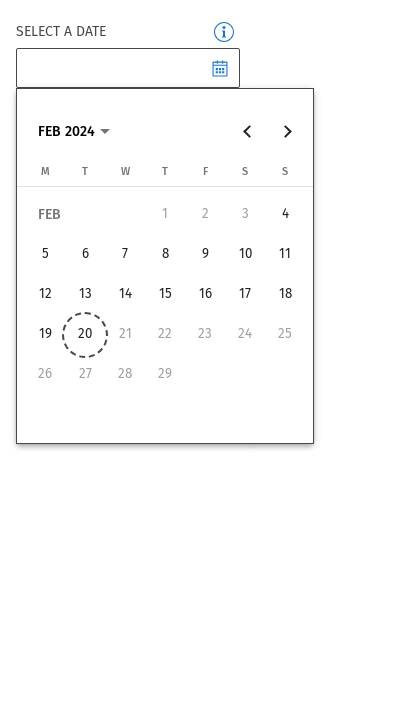 SELECT A DATE
FEB 2024
M T W T F S S
FEB 1 2 3 4
5 6 7 8 9 10 11
12 13 14 15 16 17 18
19 20 21 22 23 24 25
26 27 28 29